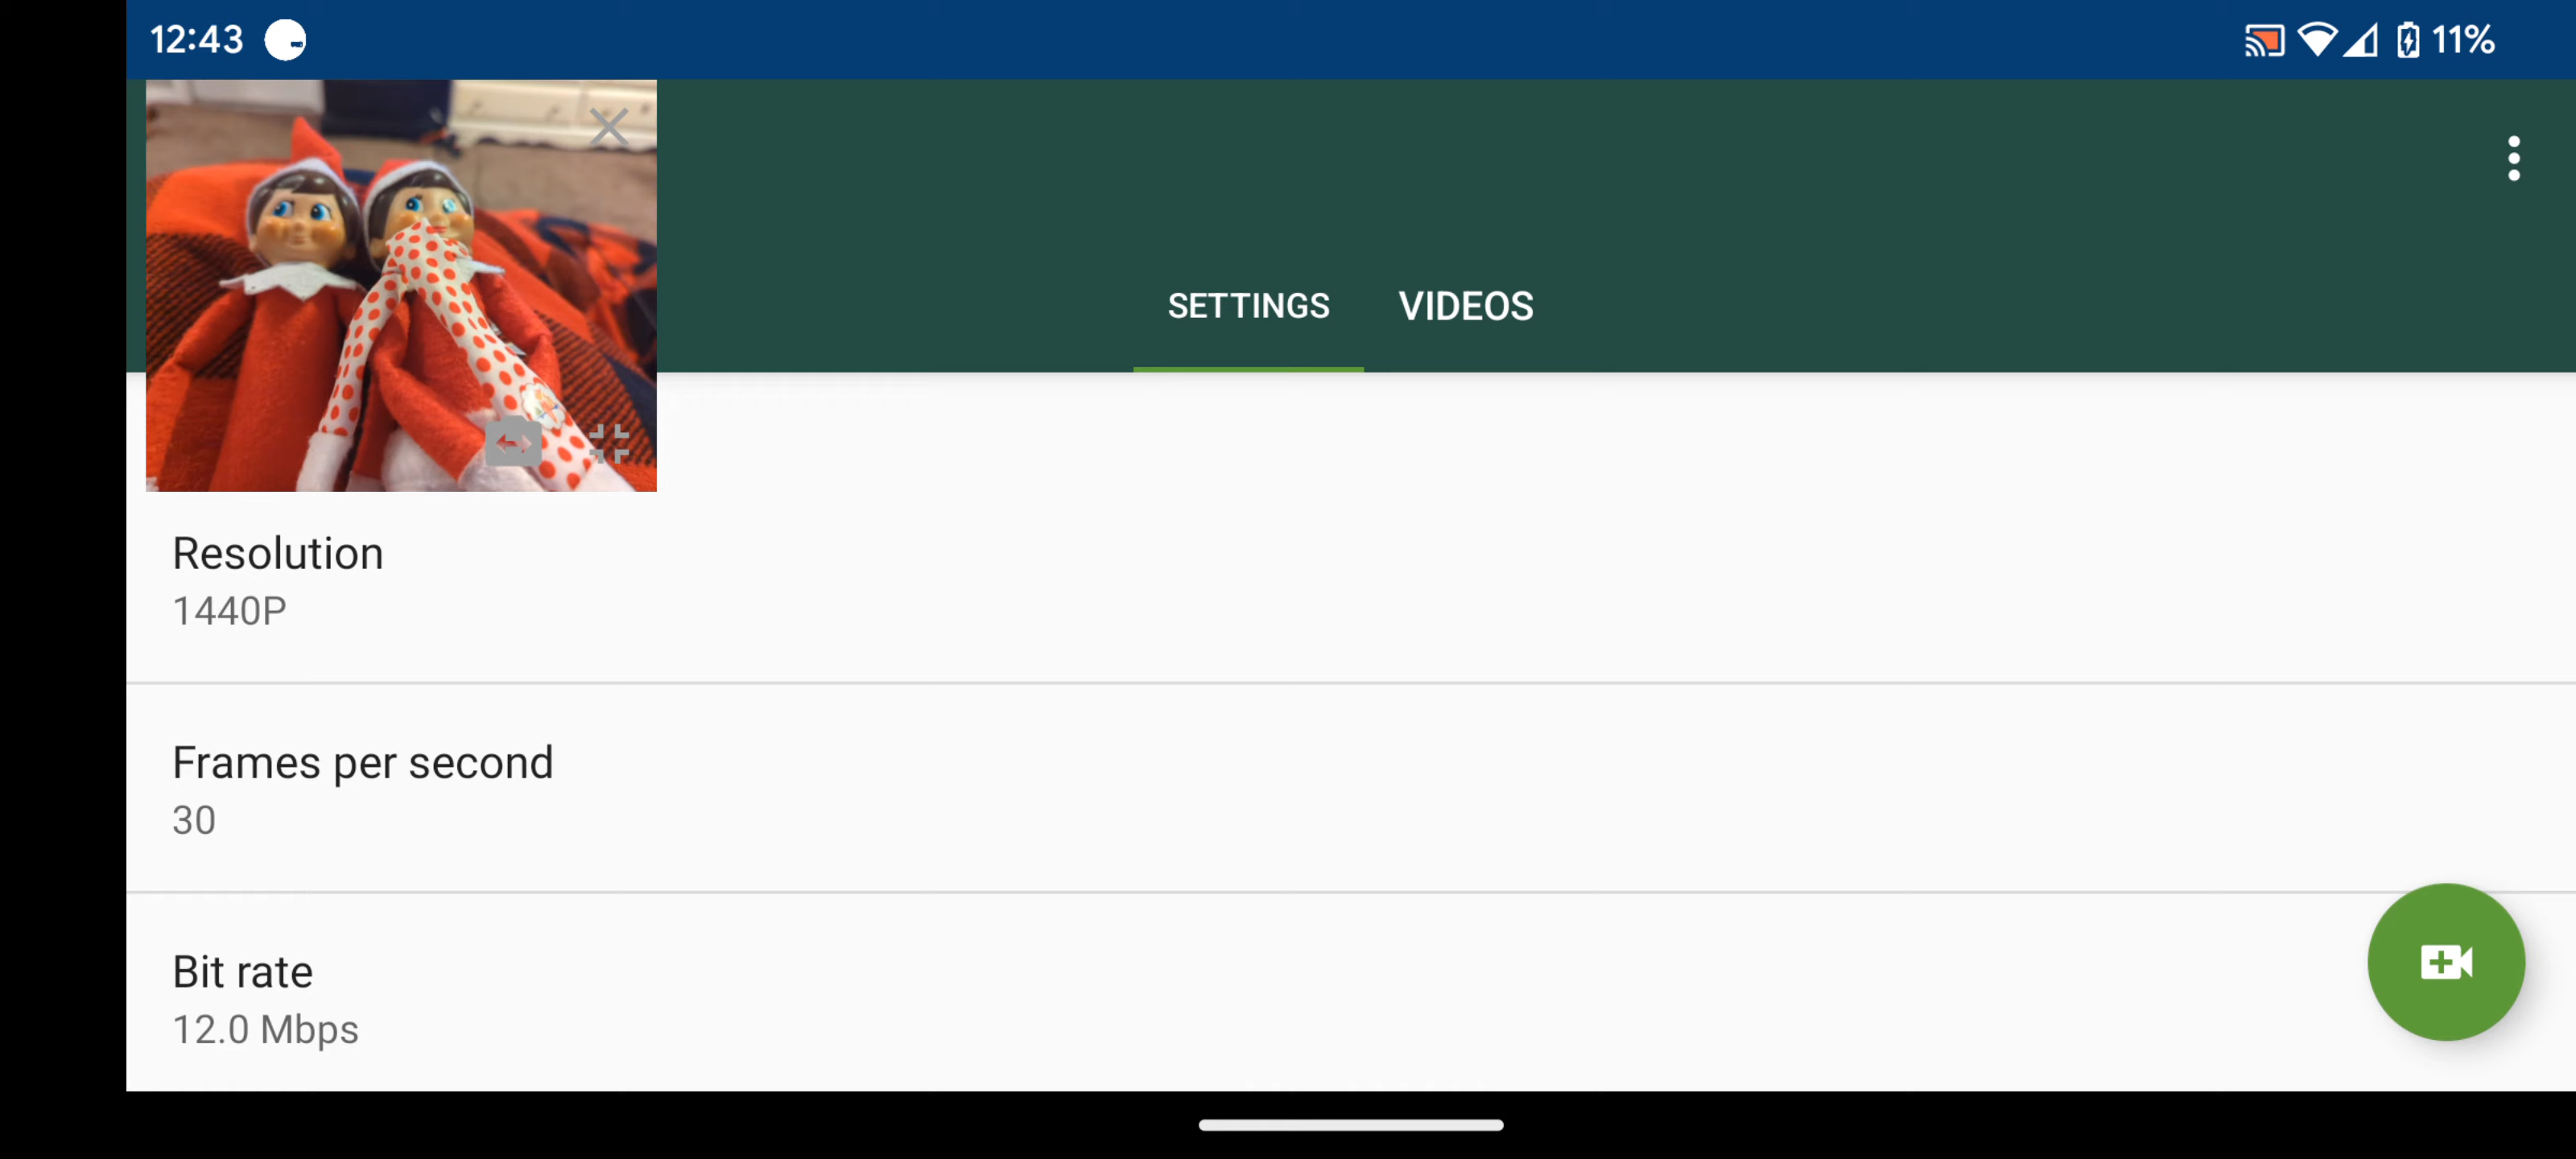 12:43 11%
SETTINGS VIDEOS
Resolution
1440P
Frames per second
30
Bit rate
12.0 Mbps